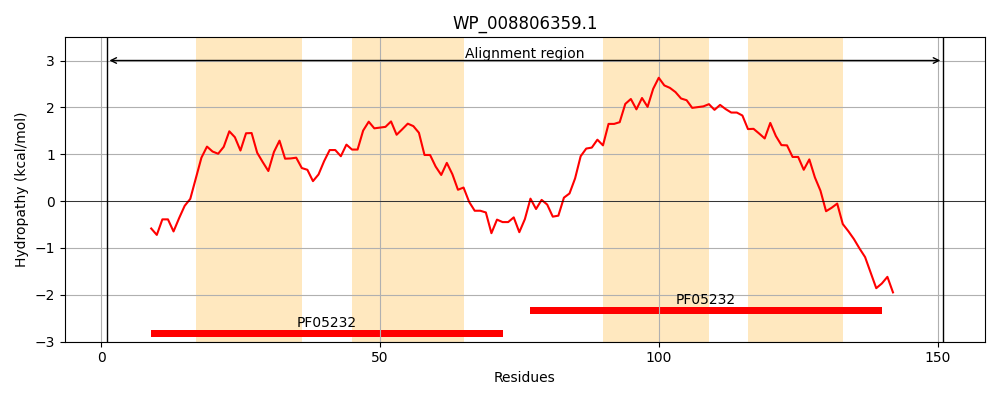 WP_008806359.1
Alignment region
3
2
1
0
−1
−2
−3
Hydropathy (kcal/mol)
PF05232
PF05232
0
50
100
150
Residues